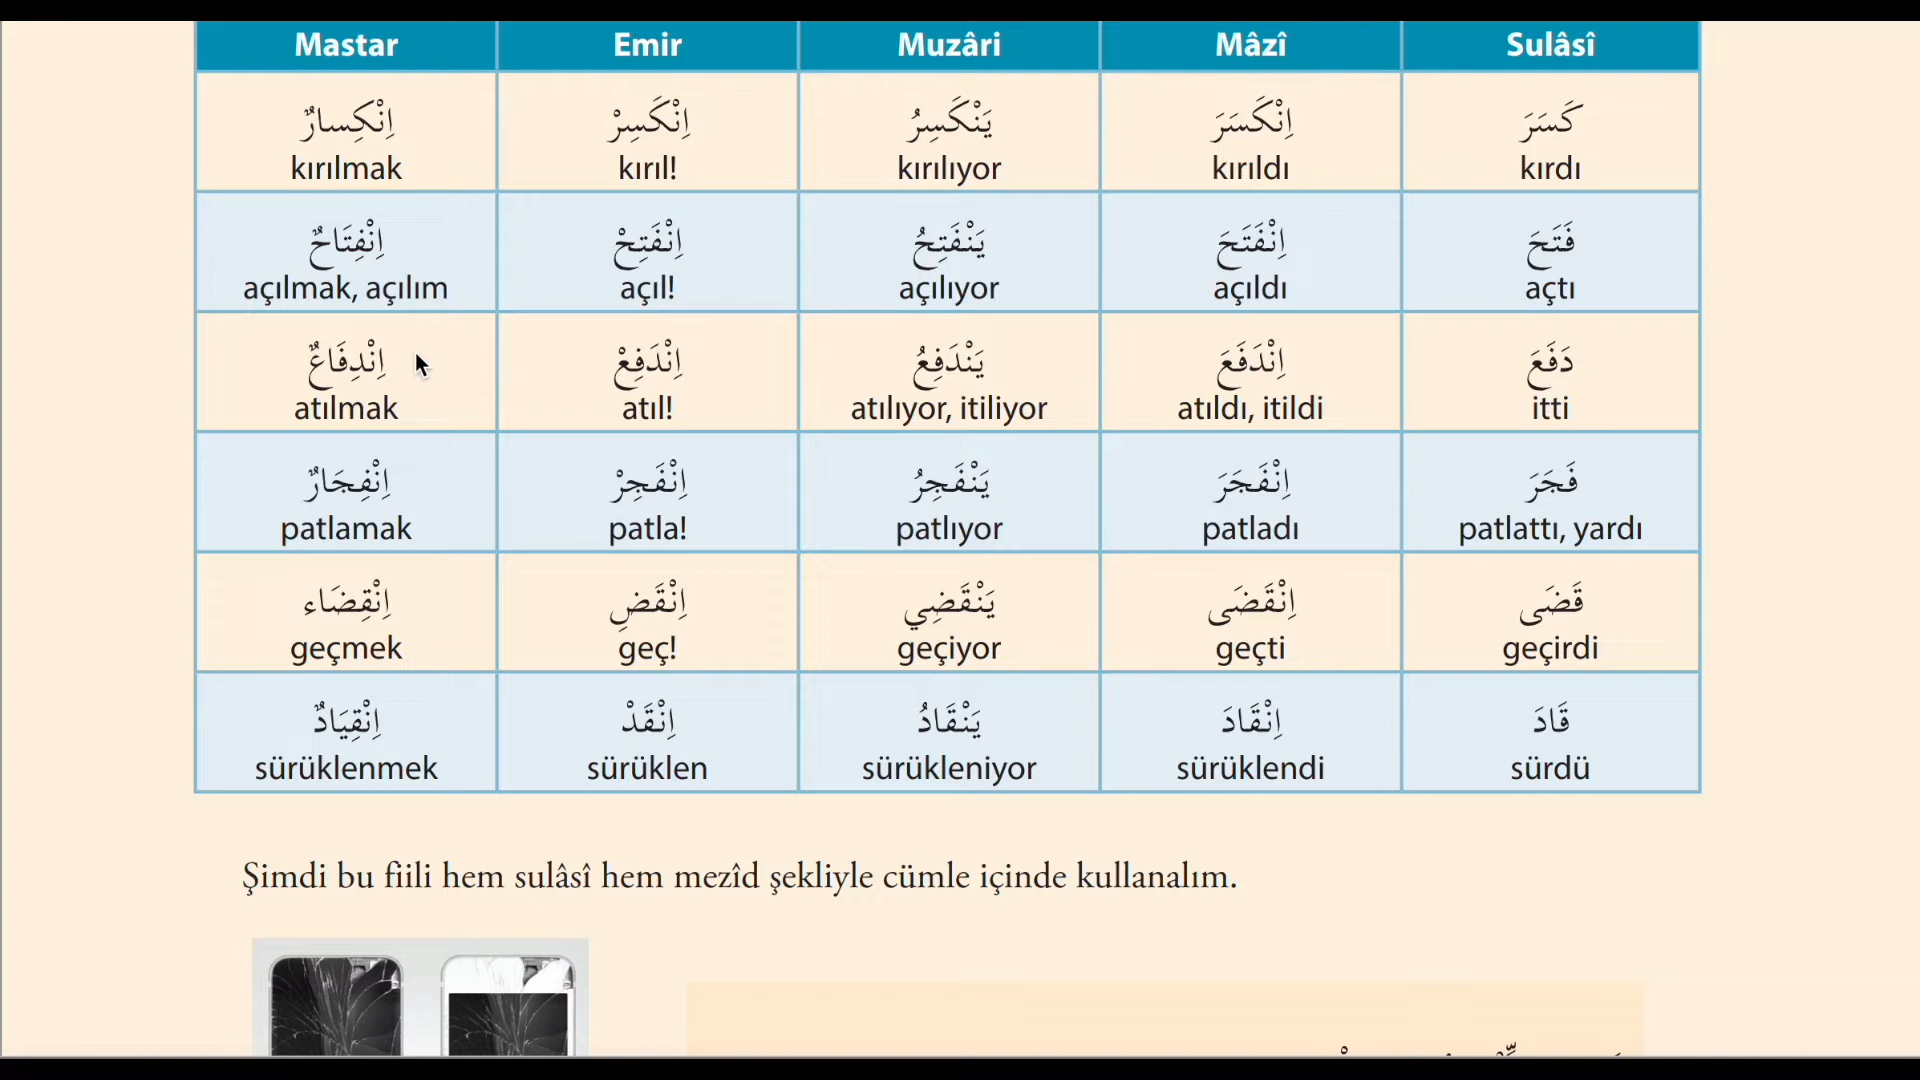 Mastar Emir Muzâri Mâzî Sulâsî
اِنْكِسارٌ اِنْكَسِرْ يَنْكَسِرُ اِنْكَسَرَ كَسَرَ
kırılmak kırıl! kırılıyor kırıldı kırdı
اِنْفِتَاحٌ اِنْفَتِحْ يَنْفَتِحُ اِنْفَتَحَ فَتَحَ
açılmak, açılım açıl! açılıyor açıldı açtı
اِنْدِفَاعٌ اِنْدَفِعْ يَنْدَفِعُ اِنْدَفَعَ دَفَعَ
atılmak atıl! atılıyor, itiliyor atıldı, itildi itti
اِنْفِجَارٌ اِنْفَجِرْ يَنْفَجِرُ اِنْفَجَرَ فَجَرَ
patlamak patla! patlıyor patladı patlattı, yardı
اِنْقِضَاء اِنْقَضِ يَنْقَضِي اِنْقَضَى قَضَى
geçmek geç! geçiyor geçti geçirdi
اِنْقِيَادٌ اِنْقَدْ يَنْقَادُ اِنْقَادَ قَادَ
sürüklenmek sürüklen sürükleniyor sürüklendi sürdü
Şimdi bu fiili hem sulâsî hem mezîd şekliyle cümle içinde kullanalım.